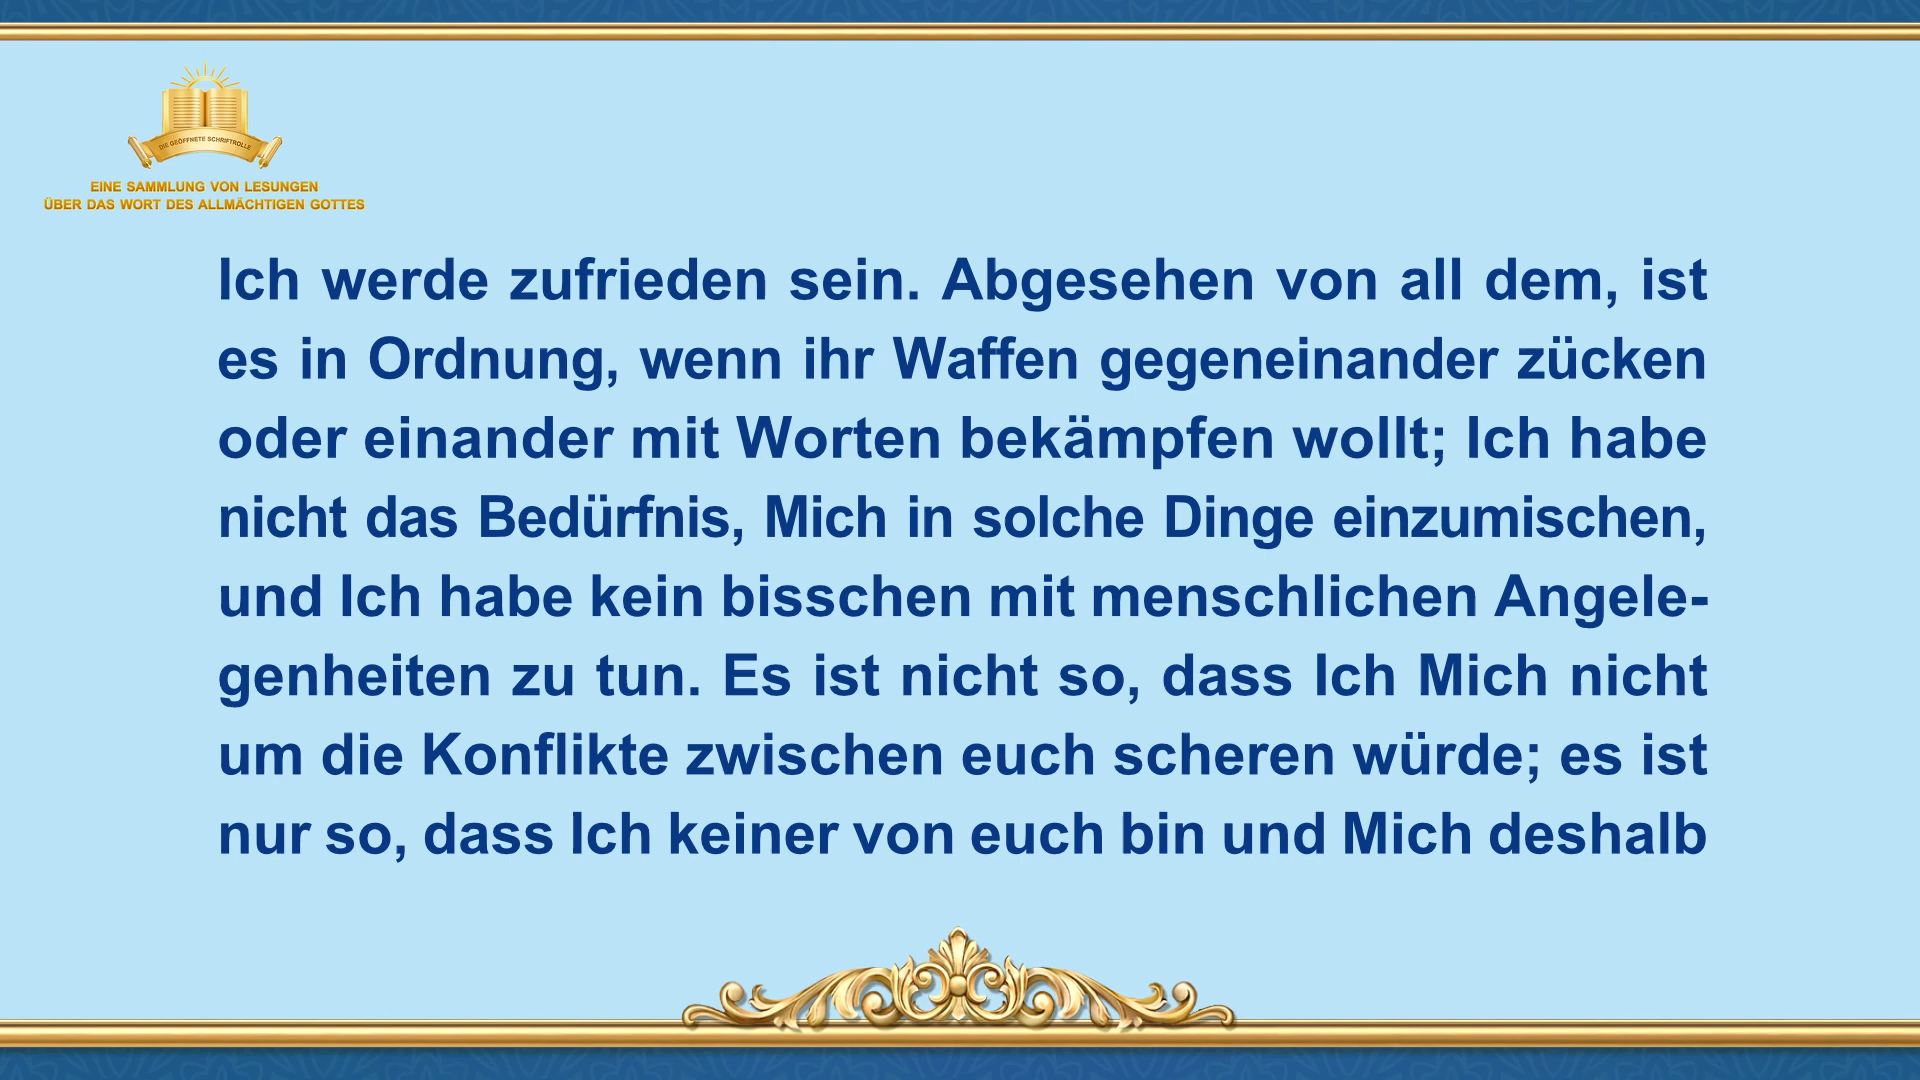 DIE GEÖFFNETE SCHRIFTROLLE
EINE SAMMLUNG VON LESUNGEN
ÜBER DAS WORT DES ALLMÄCHTIGEN GOTTES
Ich werde zufrieden sein. Abgesehen von all dem, ist
es in Ordnung, wenn ihr Waffen gegeneinander zücken
oder einander mit Worten bekämpfen wollt; Ich habe
nicht das Bedürfnis, Mich in solche Dinge einzumischen,
und Ich habe kein bisschen mit menschlichen Angele-
genheiten zu tun. Es ist nicht so, dass Ich Mich nicht
um die Konflikte zwischen euch scheren würde; es ist
nur so, dass Ich keiner von euch bin und Mich deshalb